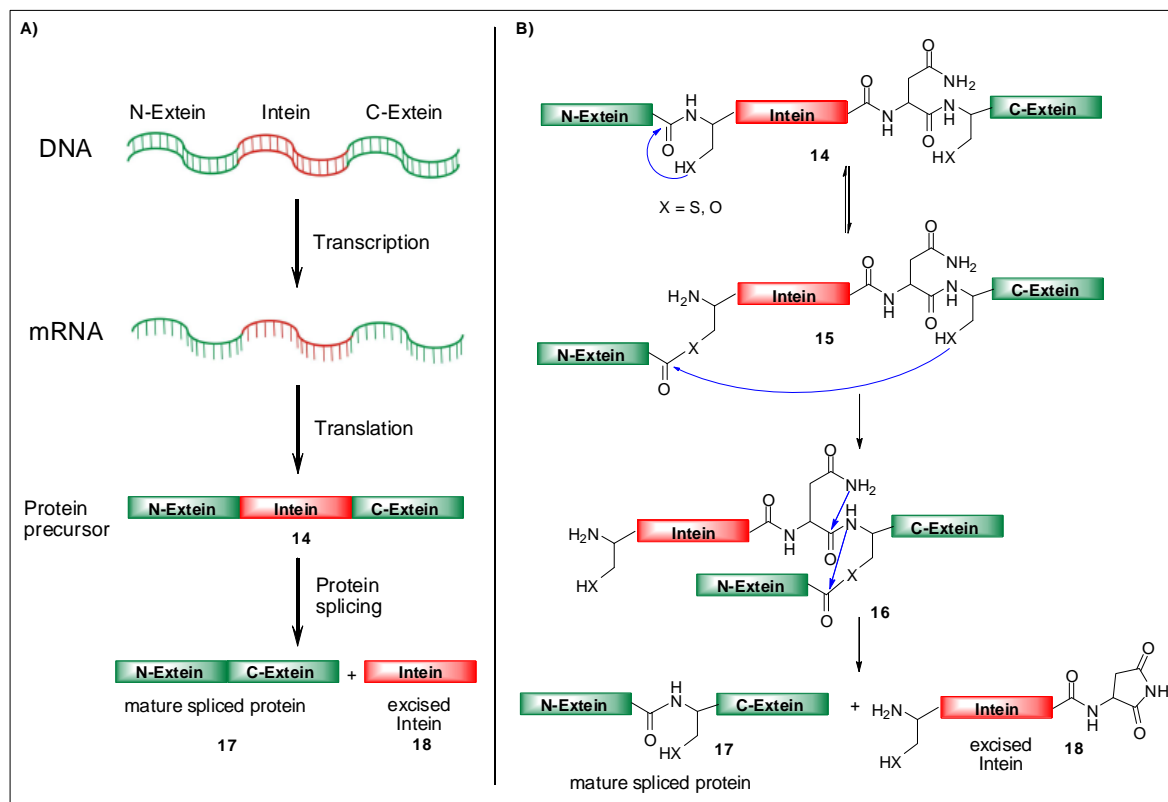 A)
N-Extein Intein C-Extein
DNA
Transcription
mRNA
Translation
Protein
precursor
N-Extein Intein C-Extein
14
Protein
splicing
N-Extein C-Extein + Intein
mature spliced protein
17
excised
Intein
18
B)
N-Extein O H N HX O N H O NH2 O H N HX Intein C-Extein
14
X = S, O
H2N O N H O NH2 O H N HX Intein C-Extein
15
N-Extein X O
H2N HX Intein O N H O NH2 O H N C-Extein
N-Extein O X
16
N-Extein O H N HX C-Extein
17
mature spliced protein
+
H2N HX Intein O N H O NH O
excised
Intein
18